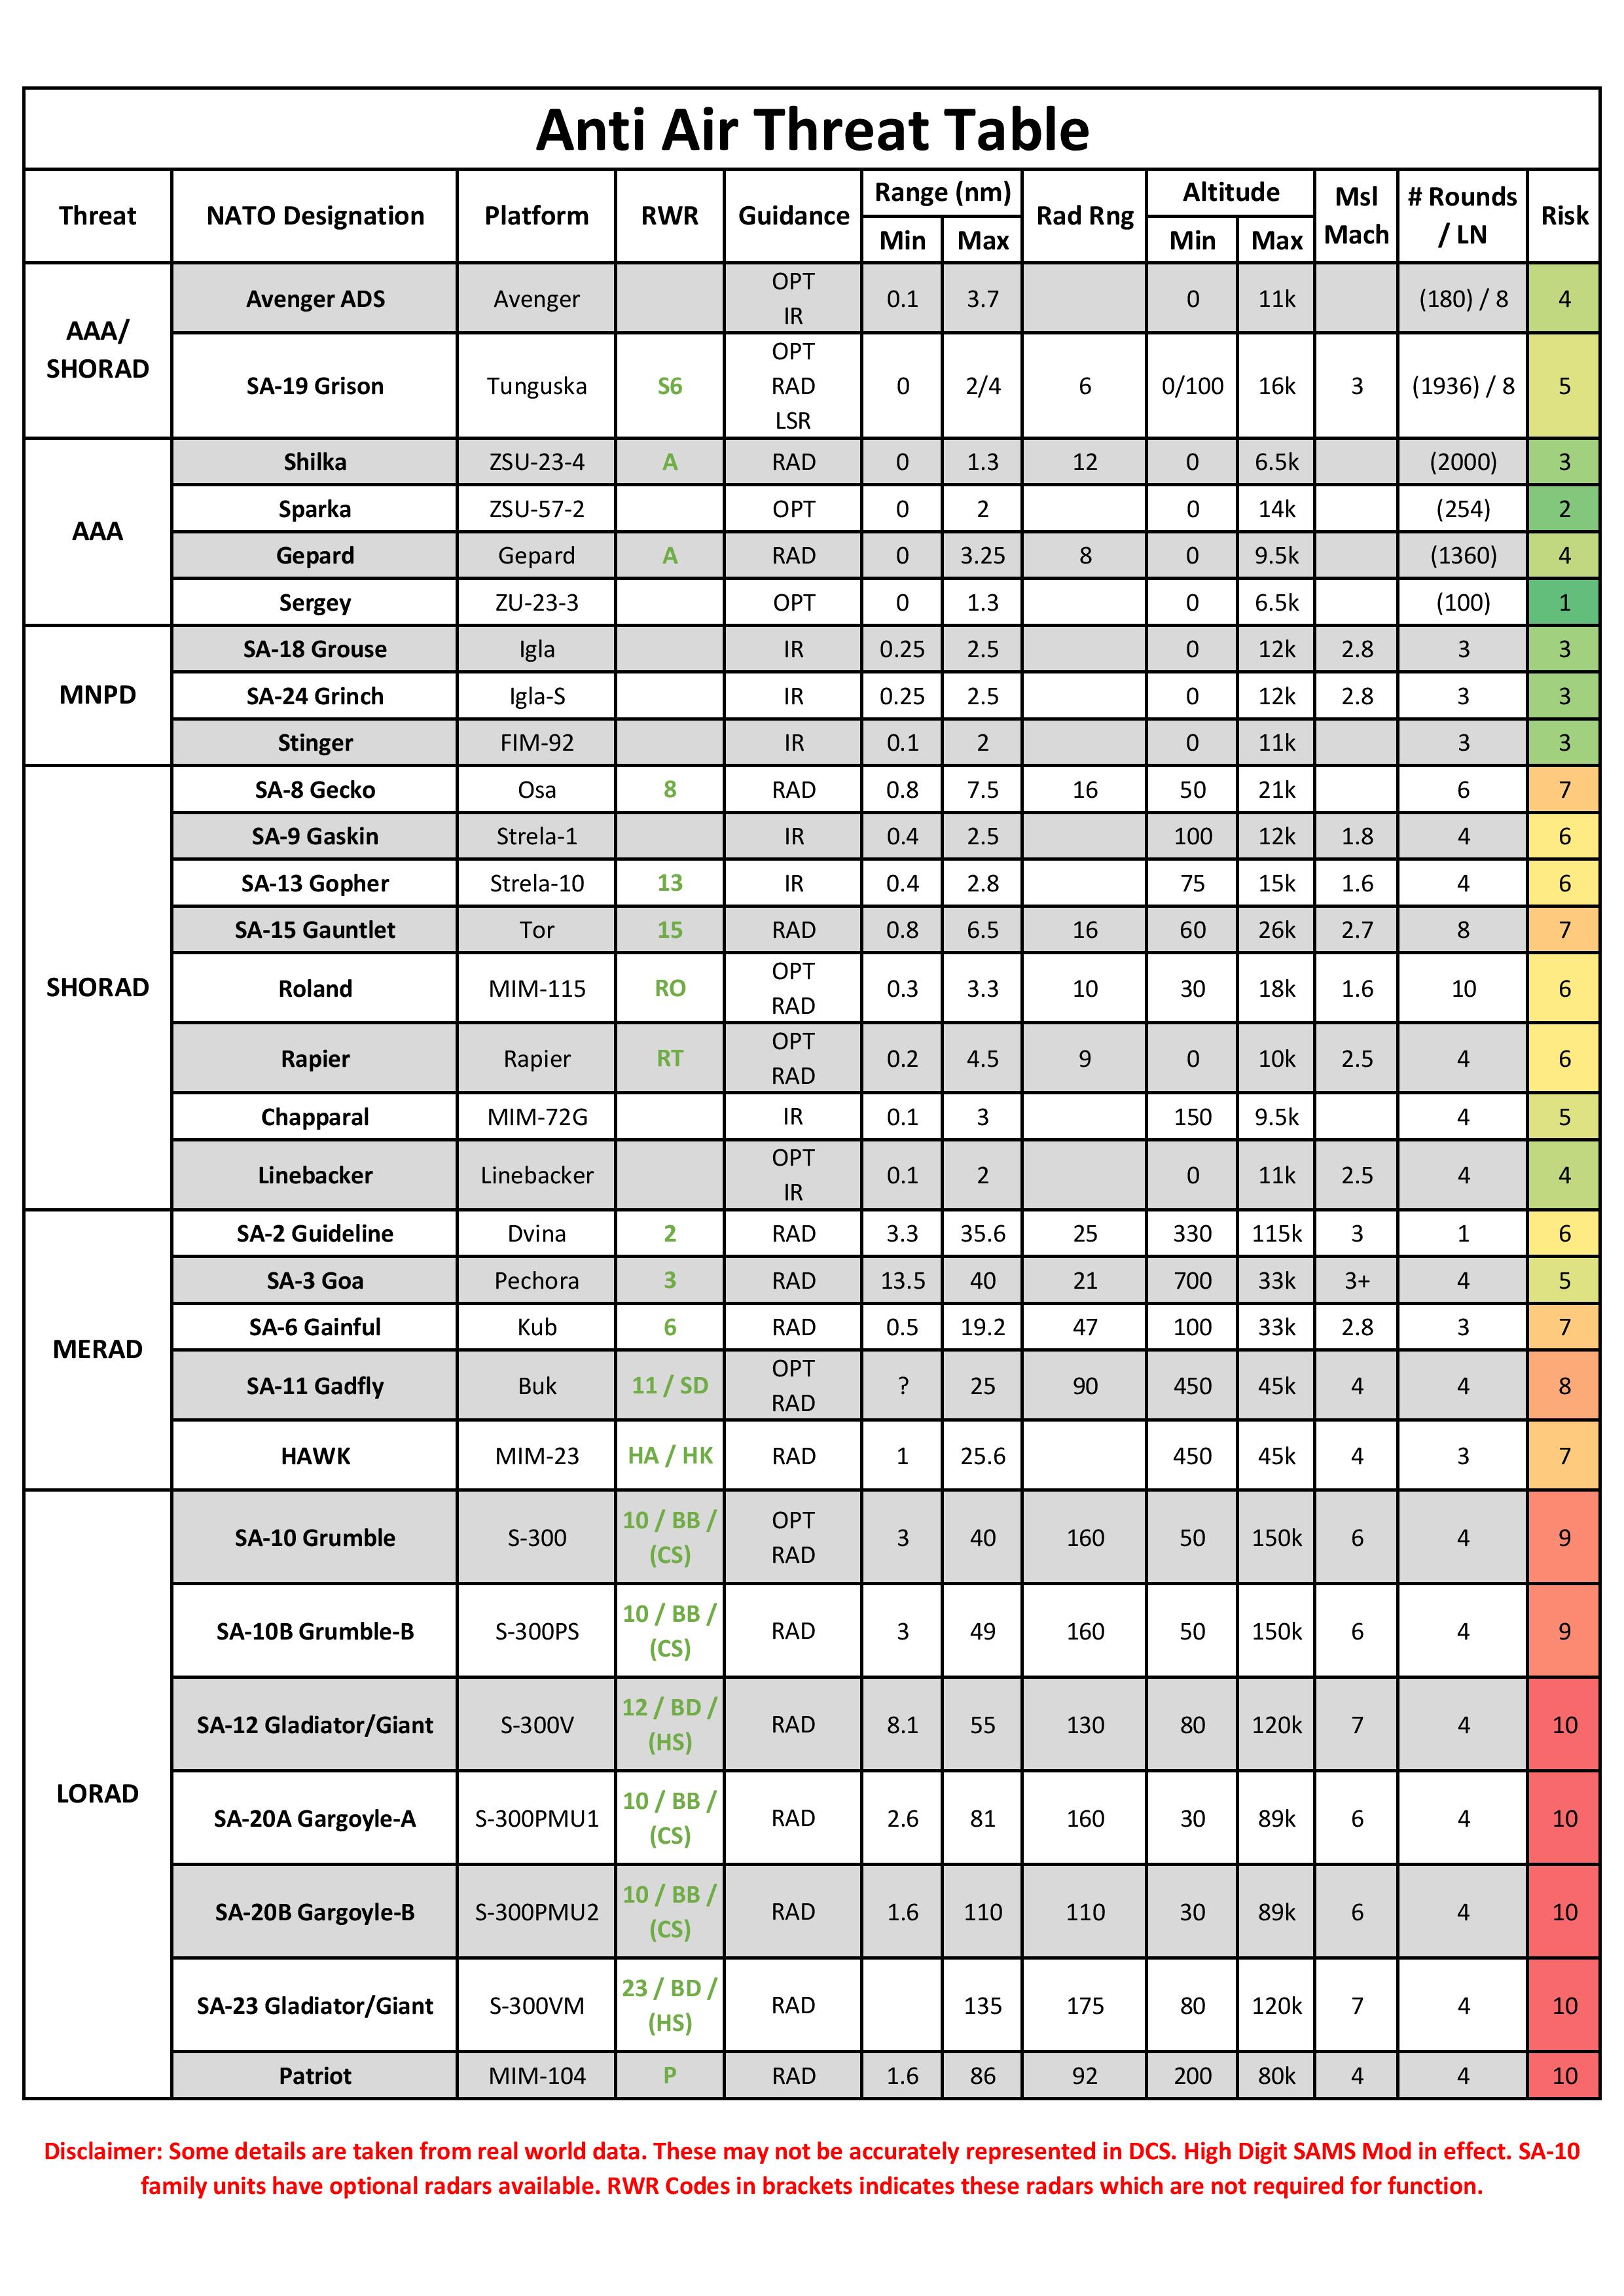 Anti Air Threat Table
Threat NATO Designation Platform RWR Guidance Range (nm) Rad Rng Altitude Msl Mach # Rounds / LN Risk
Min Max Min Max
AAA/ SHORAD
Avenger ADS Avenger OPT IR 0.1 3.7 0 11k (180) / 8 4
SA-19 Grison Tunguska S6 OPT RAD LSR 0 2/4 6 0/100 16k 3 (1936) / 8 5
AAA
Shilka ZSU-23-4 A RAD 0 1.3 12 0 6.5k (2000) 3
Sparka ZSU-57-2 OPT 0 2 0 14k (254) 2
Gepard Gepard A RAD 0 3.25 8 0 9.5k (1360) 4
Sergey ZU-23-3 OPT 0 1.3 0 6.5k (100) 1
MNPD
SA-18 Grouse Igla IR 0.25 2.5 0 12k 2.8 3 3
SA-24 Grinch Igla-S IR 0.25 2.5 0 12k 2.8 3 3
Stinger FIM-92 IR 0.1 2 0 11k 3 3
SHORAD
SA-8 Gecko Osa 8 RAD 0.8 7.5 16 50 21k 6 7
SA-9 Gaskin Strela-1 IR 0.4 2.5 100 12k 1.8 4 6
SA-13 Gopher Strela-10 13 IR 0.4 2.8 75 15k 1.6 4 6
SA-15 Gauntlet Tor 15 RAD 0.8 6.5 16 60 26k 2.7 8 7
Roland MIM-115 RO OPT RAD 0.3 3.3 10 30 18k 1.6 10 6
Rapier Rapier RT OPT RAD 0.2 4.5 9 0 10k 2.5 4 6
Chapparal MIM-72G IR 0.1 3 150 9.5k 4 5
Linebacker Linebacker OPT IR 0.1 2 0 11k 2.5 4 4
MERAD
SA-2 Guideline Dvina 2 RAD 3.3 35.6 25 330 115k 3 1 6
SA-3 Goa Pechora 3 RAD 13.5 40 21 700 33k 3+ 4 5
SA-6 Gainful Kub 6 RAD 0.5 19.2 47 100 33k 2.8 3 7
SA-11 Gadfly Buk 11 / SD OPT RAD ? 25 90 450 45k 4 4 8
HAWK MIM-23 HA / HK RAD 1 25.6 450 45k 4 3 7
LORAD
SA-10 Grumble S-300 10 / BB / (CS) OPT RAD 3 40 160 50 150k 6 4 9
SA-10B Grumble-B S-300PS 10 / BB / (CS) RAD 3 49 160 50 150k 6 4 9
SA-12 Gladiator/Giant S-300V 12 / BD / (HS) RAD 8.1 55 130 80 120k 7 4 10
SA-20A Gargoyle-A S-300PMU1 10 / BB / (CS) RAD 2.6 81 160 30 89k 6 4 10
SA-20B Gargoyle-B S-300PMU2 10 / BB / (CS) RAD 1.6 110 110 30 89k 6 4 10
SA-23 Gladiator/Giant S-300VM 23 / BD / (HS) RAD 135 175 80 120k 7 4 10
Patriot MIM-104 P RAD 1.6 86 92 200 80k 4 4 10
Disclaimer: Some details are taken from real world data. These may not be accurately represented in DCS. High Digit SAMS Mod in effect. SA-10
family units have optional radars available. RWR Codes in brackets indicates these radars which are not required for function.